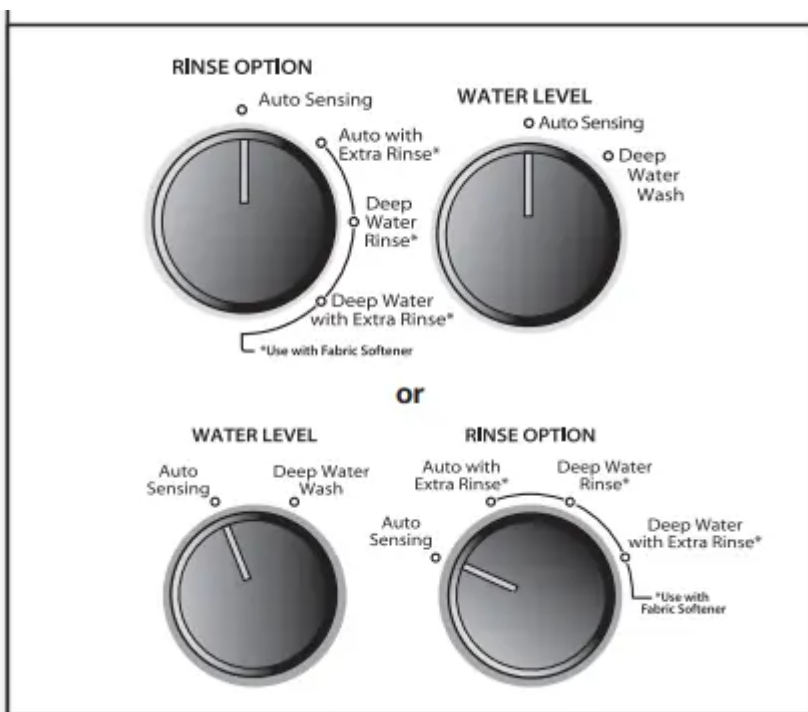 RINSE OPTION
Auto Sensing
Auto with
Extra Rinse*
Deep
Water
Rinse*
Deep Water
with Extra Rinse*
*Use with Fabric Softener
WATER LEVEL
Auto Sensing
Deep
Water
Wash
or
WATER LEVEL
Auto
Sensing
Deep Water
Wash
RINSE OPTION
Auto
Sensing
Auto with
Extra Rinse*
Deep Water
Rinse*
Deep Water
with Extra Rinse*
*Use with
Fabric Softener